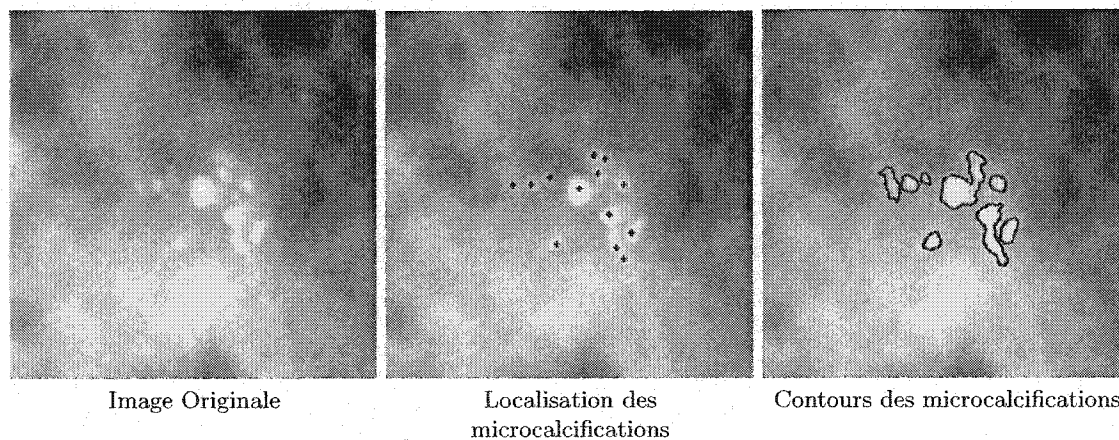 Image Originale
Localisation des
microcalcifications
Contours des microcalcifications